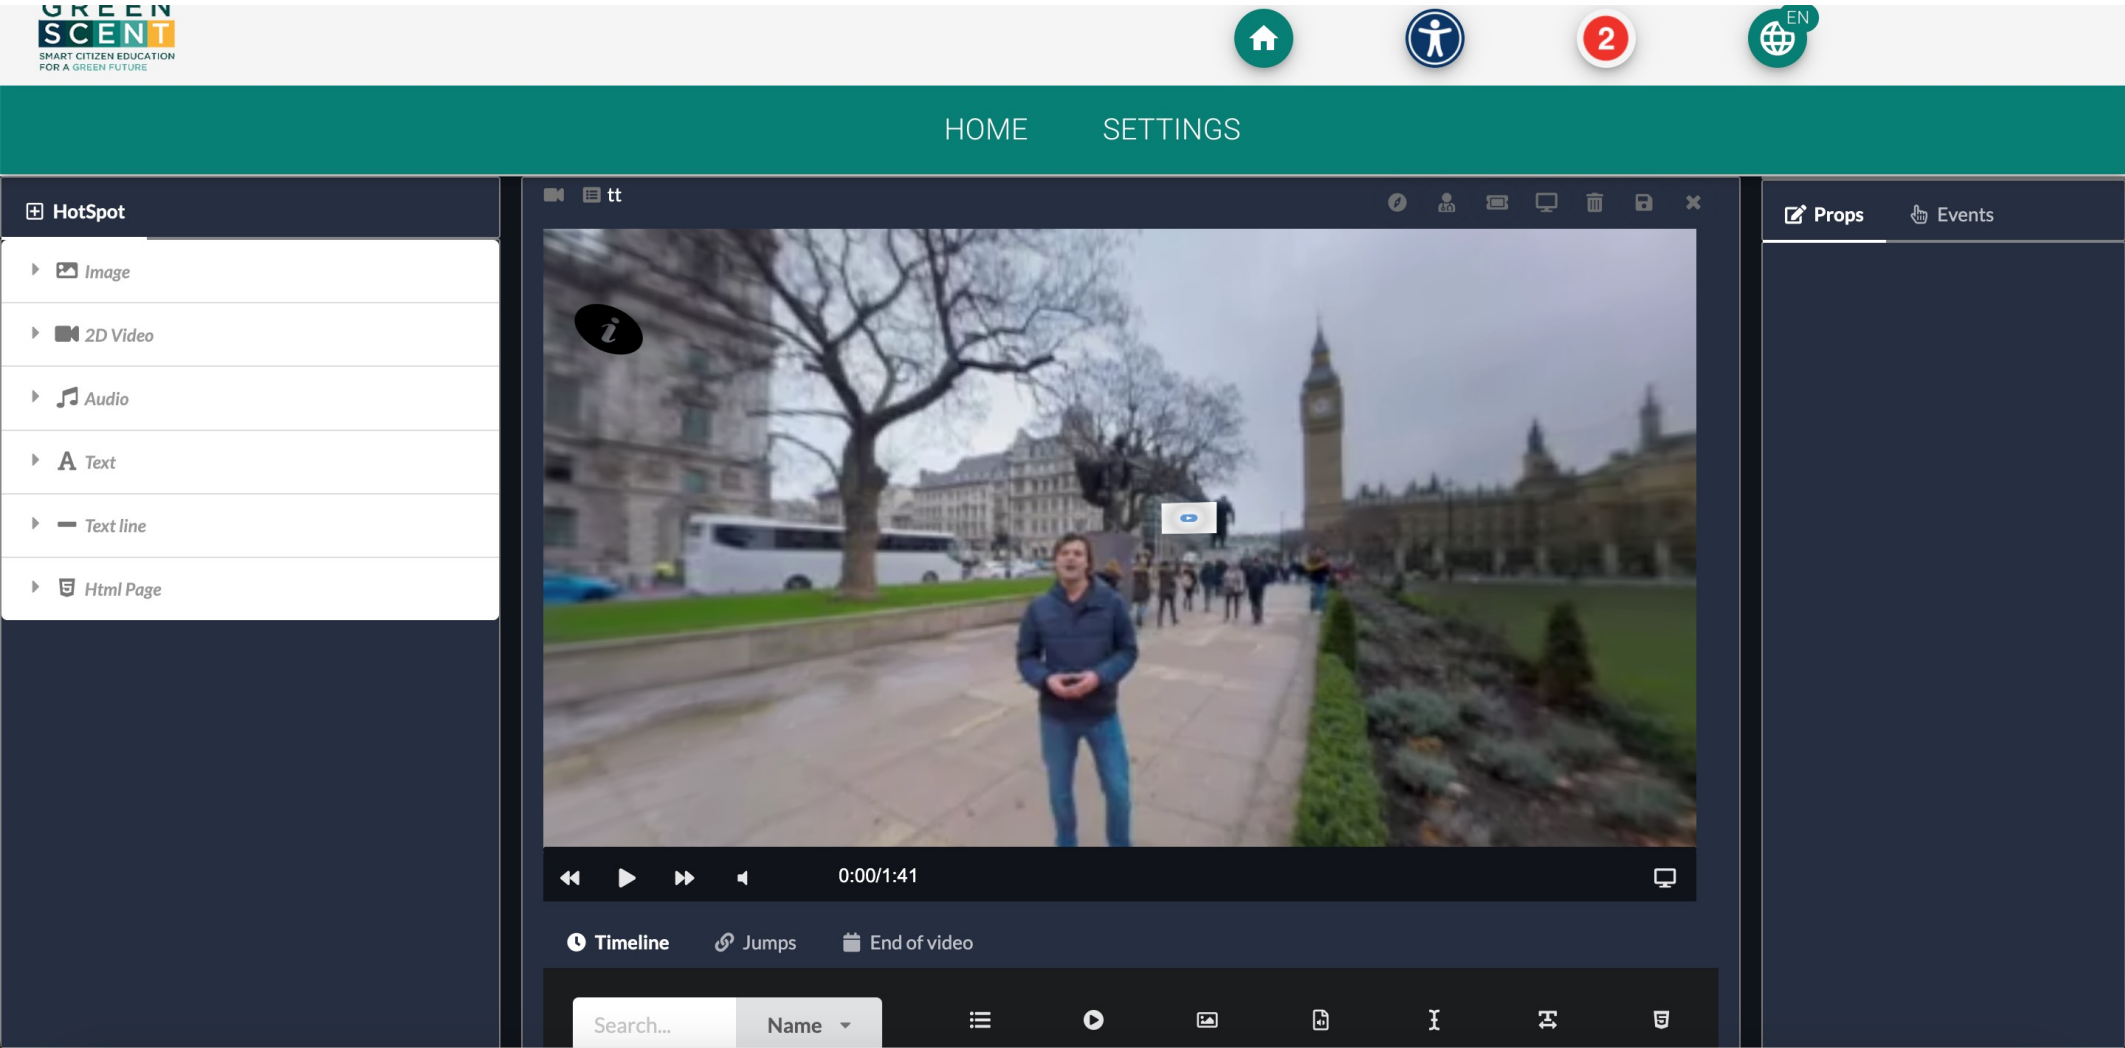 GREEN
SCENT
SMART CITIZEN EDUCATION
FOR A GREEN FUTURE
2
EN
HOME SETTINGS
HotSpot
Image
2D Video
Audio
Text
Text line
Html Page
tt
i
0:00/1:41
Timeline Jumps End of video
Search... Name
Props Events